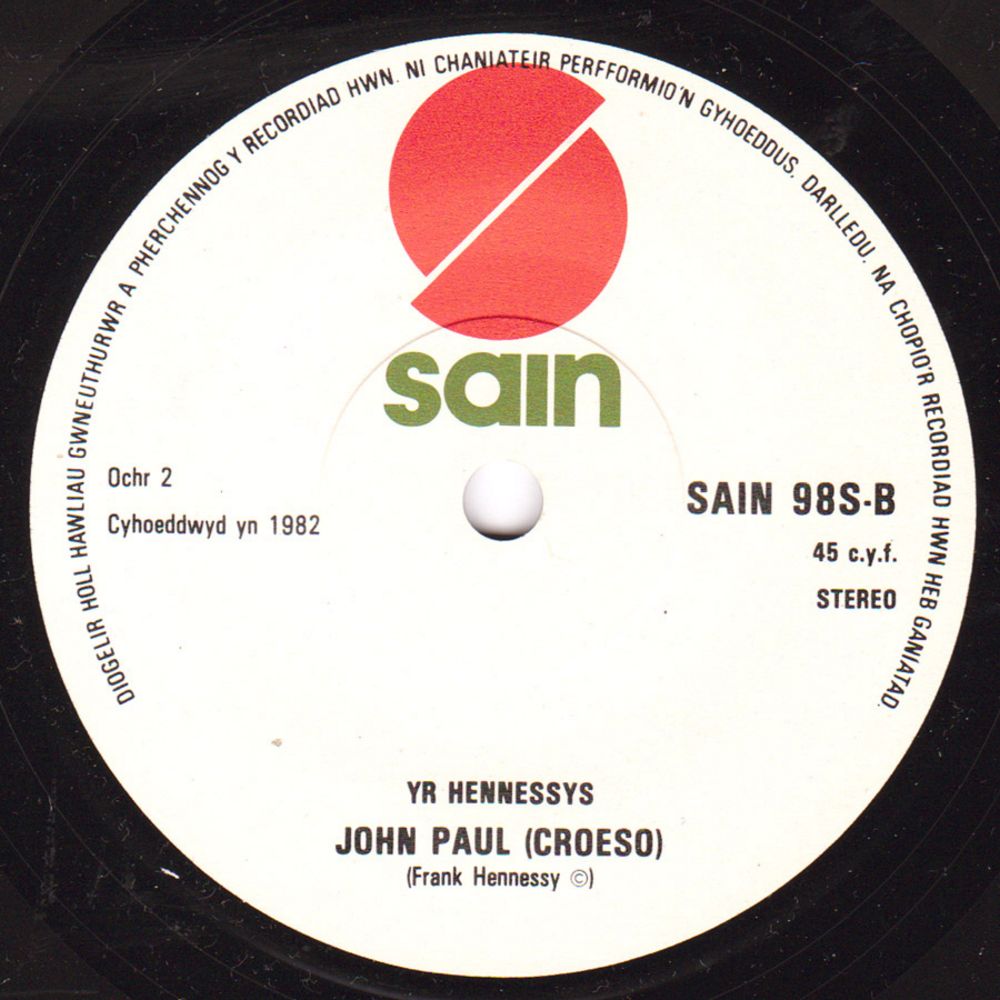 DIOGELIR HOLL HAWLIAU GWNEUTHURWR A PHERCHENNOG Y RECORDIAD HWN. NI CHANIATEIR PERFFORMIO'N GYHOEDDUS, DARLLEDU, NA CHOPIO'R RECORDIAD HWN HEB GANIATAD.
sain
Ochr 2
Cyhoeddwyd yn 1982
SAIN 98S-B
45 c.y.f.
STEREO
YR HENNESSYS
JOHN PAUL (CROESO)
(Frank Hennessy ©)